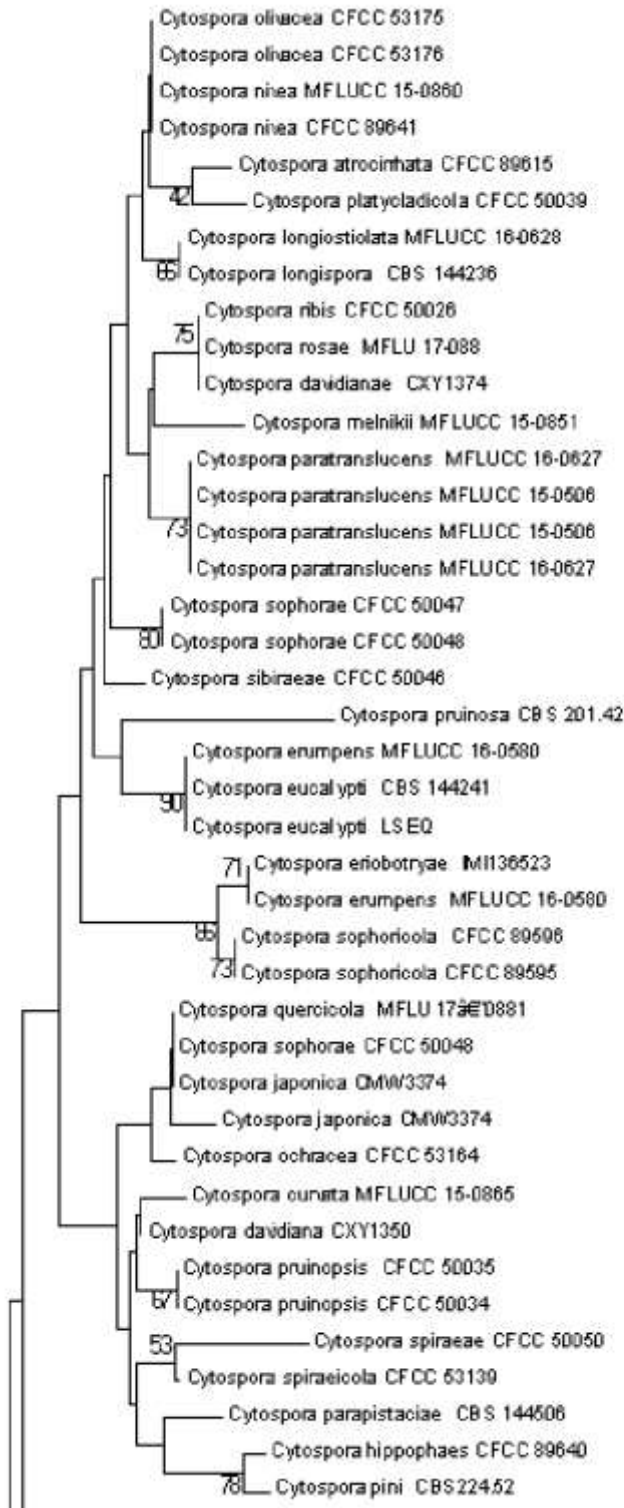 Cytospora olivacea CFCC 53175
Cytospora olivacea CFCC 53176
Cytospora nivea MFLUCC 15-0860
Cytospora nivea CFCC 89641
Cytospora atrocirrhata CFCC 89615
42
Cytospora platycladicola CFCC 50039
Cytospora longiostiolata MFLUCC 16-0628
66
Cytospora longispora CBS 144236
Cytospora ribis CFCC 50026
75
Cytospora rosae MFLU 17-088
Cytospora davidianae CXY1374
Cytospora melnikii MFLUCC 15-0851
Cytospora paratranslucens MFLUCC 16-0627
Cytospora paratranslucens MFLUCC 15-0506
73
Cytospora paratranslucens MFLUCC 15-0506
Cytospora paratranslucens MFLUCC 16-0627
Cytospora sophorae CFCC 50047
80
Cytospora sophorae CFCC 50048
Cytospora sibiraeae CFCC 50046
Cytospora pruinosa CBS 201.42
Cytospora erumpens MFLUCC 16-0580
Cytospora eucalypti CBS 144241
90
Cytospora eucalypti LSEQ
71
Cytospora eriobotryae IMI136523
Cytospora erumpens MFLUCC 16-0580
86
Cytospora sophoricola CFCC 89596
73
Cytospora sophoricola CFCC 89595
Cytospora quercicola MFLU 17â€0881
Cytospora sophorae CFCC 50048
Cytospora japonica CMW3374
Cytospora japonica CMW3374
Cytospora ochracea CFCC 53164
Cytospora curvata MFLUCC 15-0865
Cytospora davidiana CXY1350
Cytospora pruinopsis CFCC 50035
67
Cytospora pruinopsis CFCC 50034
53
Cytospora spiraeae CFCC 50050
Cytospora spiraeicola CFCC 53139
Cytospora parapistaciae CBS 144506
Cytospora hippophaes CFCC 89640
78
Cytospora pini CBS224.52